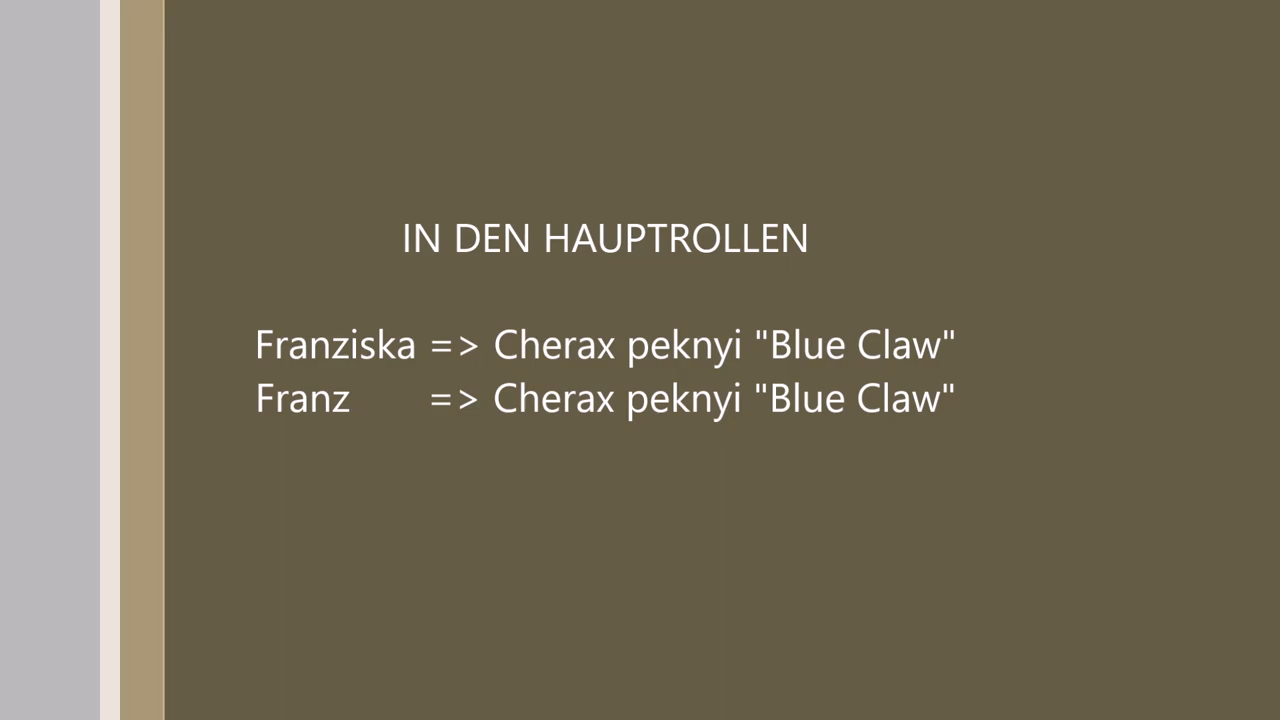 IN DEN HAUPTROLLEN
Franziska => Cherax peknyi "Blue Claw"
Franz => Cherax peknyi "Blue Claw"